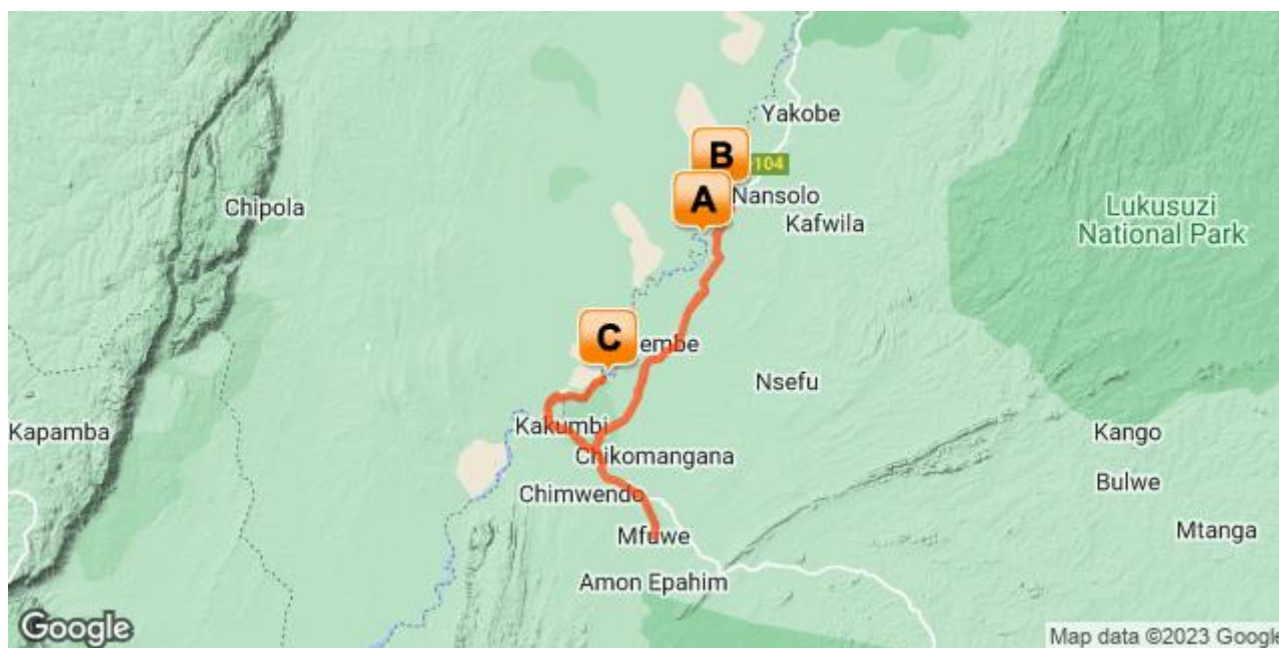 Yakobe
B
104
A
Nansolo
Chipola
Kafwila
Lukusuzi
National Park
C
embe
Nsefu
Kapamba
Kakumbi
Kango
Chikomangana
Bulwe
Chimwendo
Mtanga
Mfuwe
Amon Epahim
Google
Map data ©2023 Google